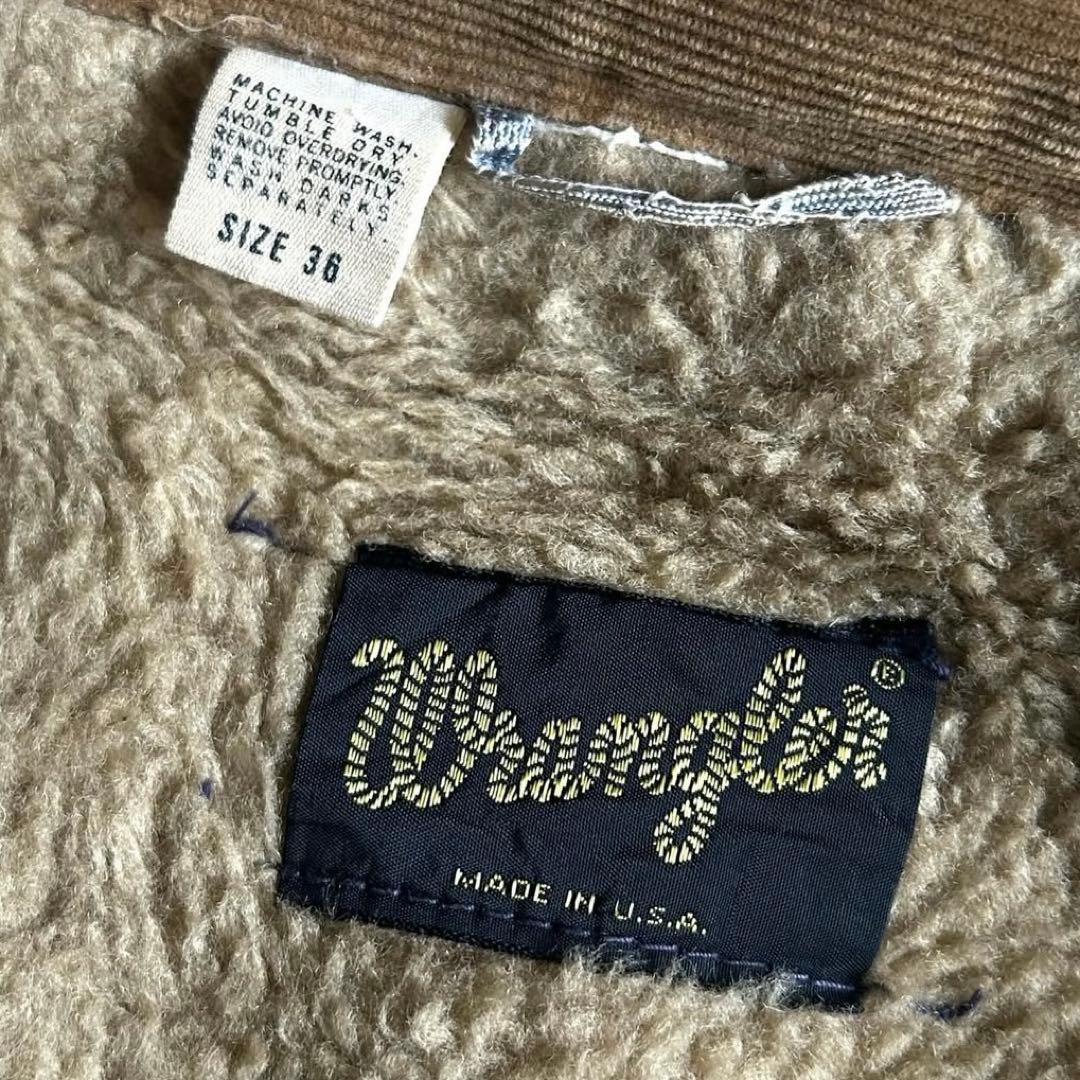 MACHINE WASH.
TUMBLE DRY.
AVOID OVERDRYING.
REMOVE PROMPTLY
WASH DARKS
SEPARATELY.
SIZE 36
Wrangler®
MADE IN U.S.A.